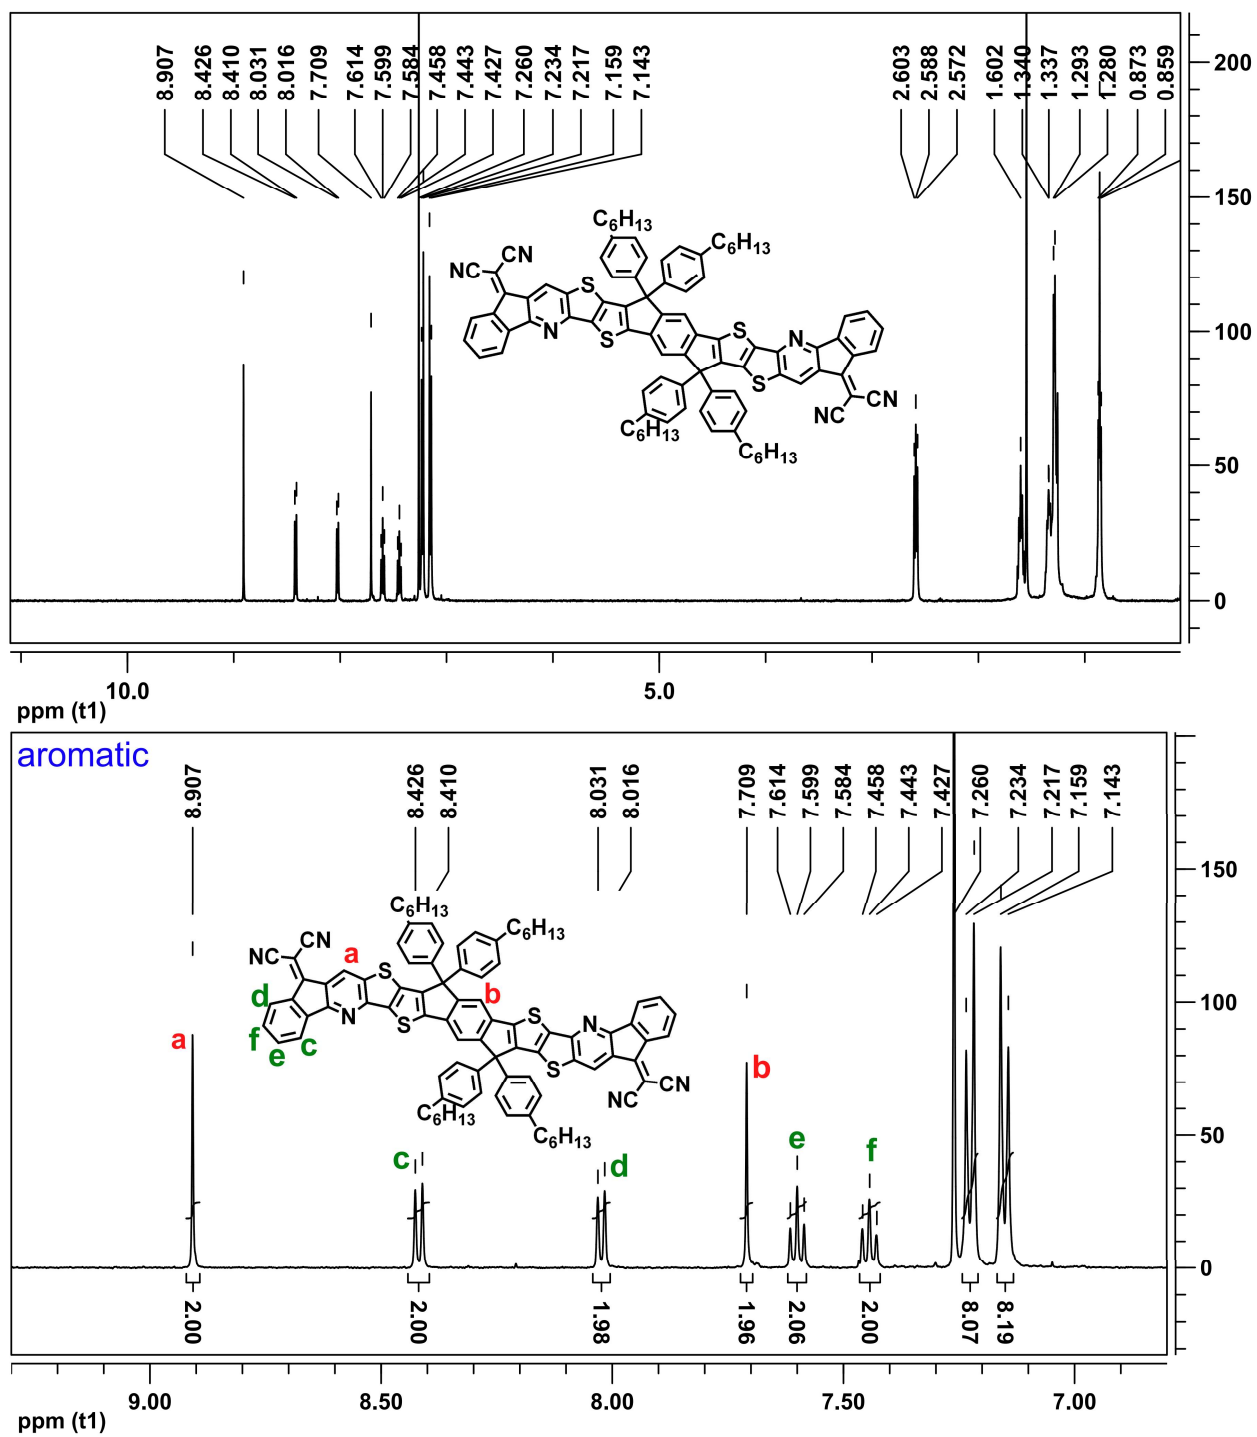 8.907 8.426 8.410 8.031 8.016 7.709 7.614 7.599 7.584 7.458 7.443 7.427 7.260 7.234 7.217 7.159 7.143 2.603 2.588 2.572 1.602 1.340 1.337 1.293 1.280 0.873 0.859
200
150
100
50
0
C6H13
C6H13
NC CN
S
S
N
S
N
S
C6H13
C6H13
CN
NC
10.0 5.0
ppm (t1)
aromatic
8.907 8.426 8.410 8.031 8.016 7.709 7.614 7.599 7.584 7.458 7.443 7.427 7.260 7.234 7.217 7.159 7.143
150
100
50
0
C6H13
C6H13
NC CN
a
S
d
b
N
S
S
N
f
e
c
S
C6H13
C6H13
CN
NC
a
b
c
d
e
f
2.00 2.00 1.98 1.96 2.06 2.00 8.07 8.19
9.00 8.50 8.00 7.50 7.00
ppm (t1)